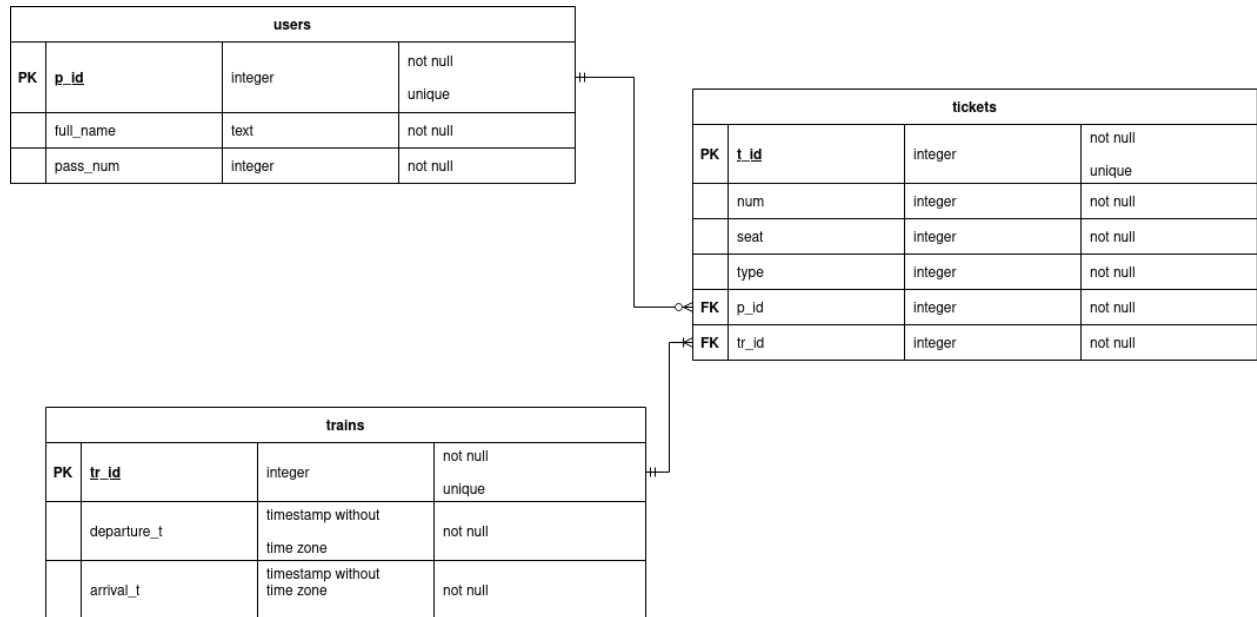 users
PK p_id integer not null
unique
full_name text not null
pass_num integer not null
tickets
PK t_id integer not null
unique
num integer not null
seat integer not null
type integer not null
FK p_id integer not null
FK tr_id integer not null
trains
PK tr_id integer not null
unique
departure_t timestamp without
time zone not null
arrival_t timestamp without
time zone not null